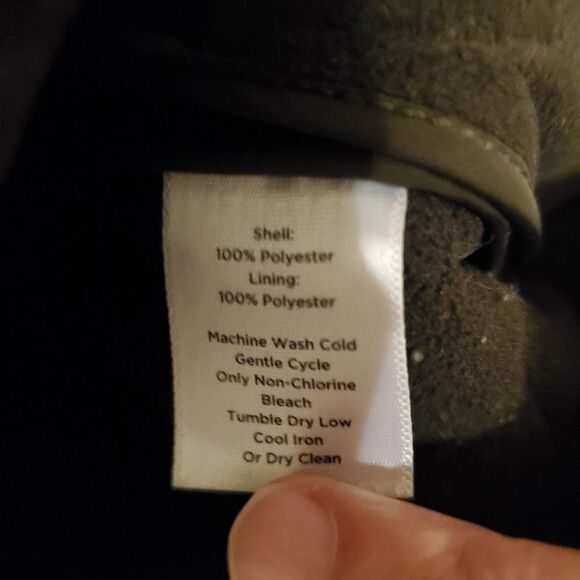 Shell:
100% Polyester
Lining:
100% Polyester
Machine Wash Cold
Gentle Cycle
Only Non-Chlorine
Bleach
Tumble Dry Low
Cool Iron
Or Dry Clean